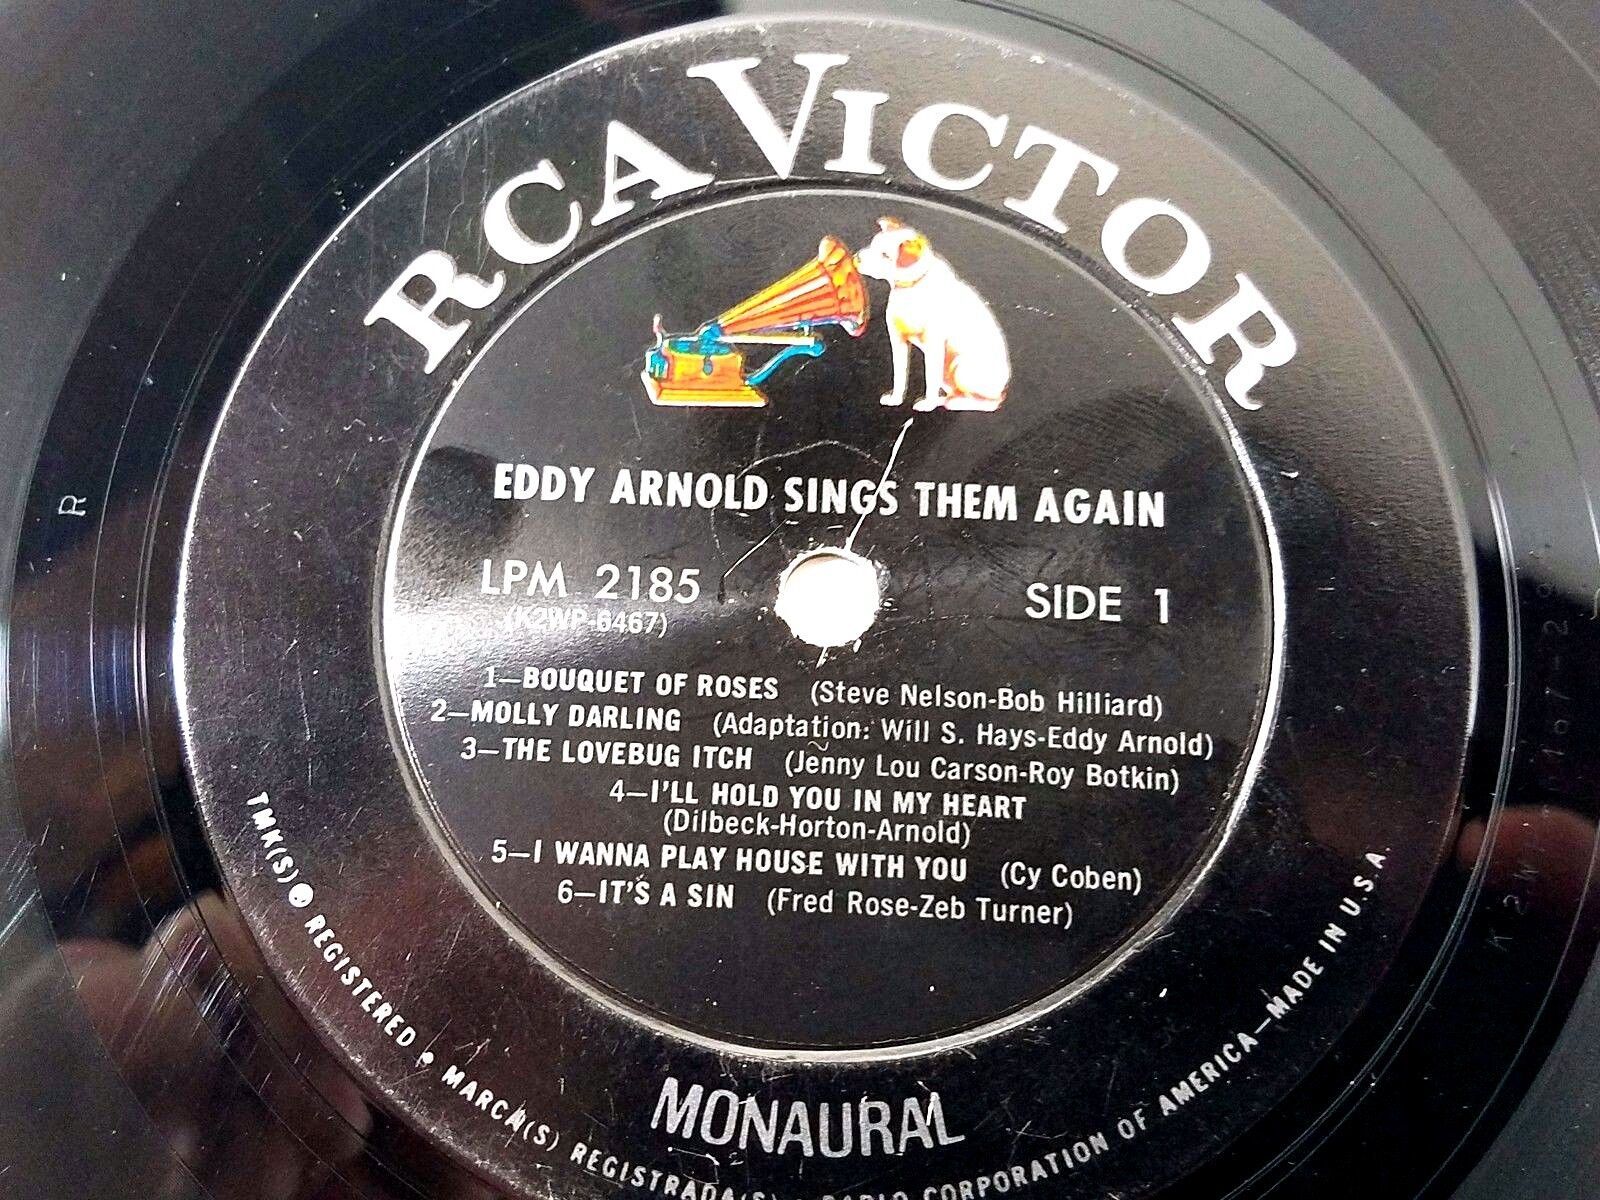 RCA VICTOR
EDDY ARNOLD SINGS THEM AGAIN
LPM 2185
SIDE 1
(K2WP-6467)
1—BOUQUET OF ROSES (Steve Nelson-Bob Hilliard)
2—MOLLY DARLING (Adaptation: Will S. Hays-Eddy Arnold)
3—THE LOVEBUG ITCH (Jenny Lou Carson-Roy Botkin)
4—I'LL HOLD YOU IN MY HEART
(Dilbeck-Horton-Arnold)
5—I WANNA PLAY HOUSE WITH YOU (Cy Coben)
6—IT'S A SIN (Fred Rose-Zeb Turner)
MONAURAL
TMK(S) ® REGISTERED • MARCA(S) REGISTRADA(S) • RADIO CORPORATION OF AMERICA—MADE IN U.S.A.
R